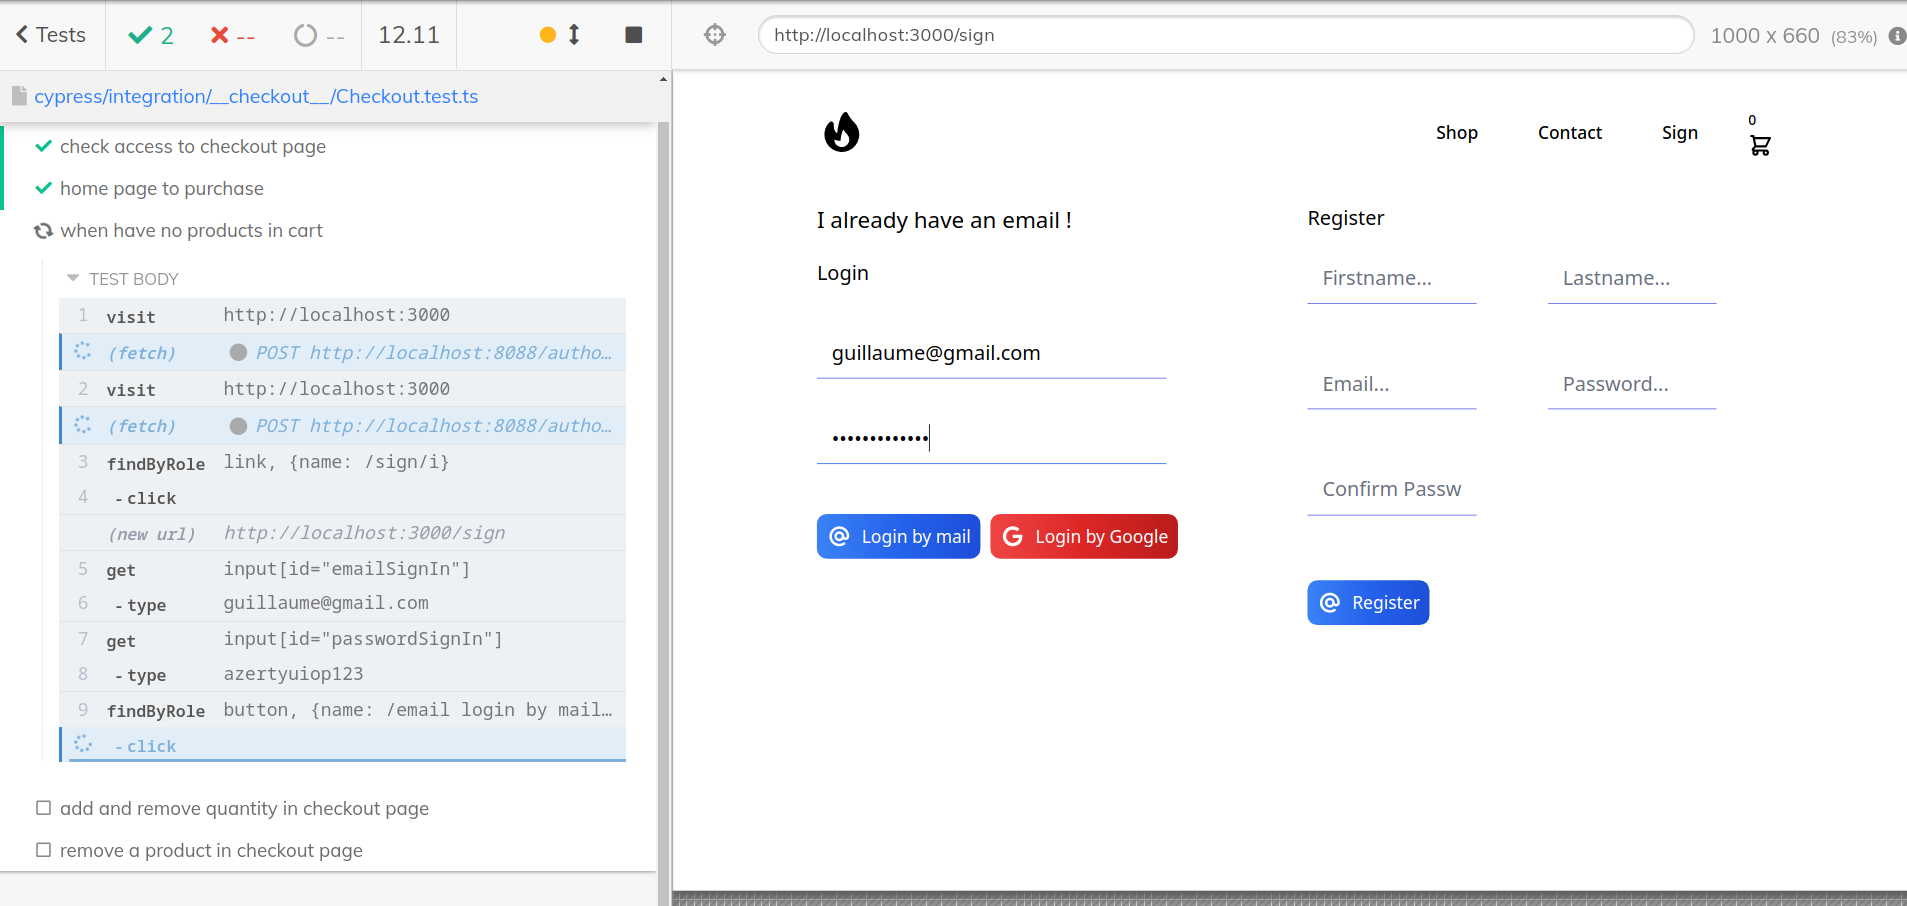 Tests 2 -- -- 12.11
cypress/integration/__checkout__/Checkout.test.ts
check access to checkout page
home page to purchase
when have no products in cart
TEST BODY
1 visit http://localhost:3000
(fetch) POST http://localhost:8088/autho…
2 visit http://localhost:3000
(fetch) POST http://localhost:8088/autho…
3 findByRole link, {name: /sign/i}
4 - click
(new url) http://localhost:3000/sign
5 get input[id="emailSignIn"]
6 - type guillaume@gmail.com
7 get input[id="passwordSignIn"]
8 - type azertyuiop123
9 findByRole button, {name: /email login by mail…
- click
add and remove quantity in checkout page
remove a product in checkout page
http://localhost:3000/sign
1000 x 660 (83%)
Shop Contact Sign 0
I already have an email !
Login
guillaume@gmail.com
•••••••••••••
Login by mail
Login by Google
Register
Firstname... Lastname...
Email... Password...
Confirm Passw
Register